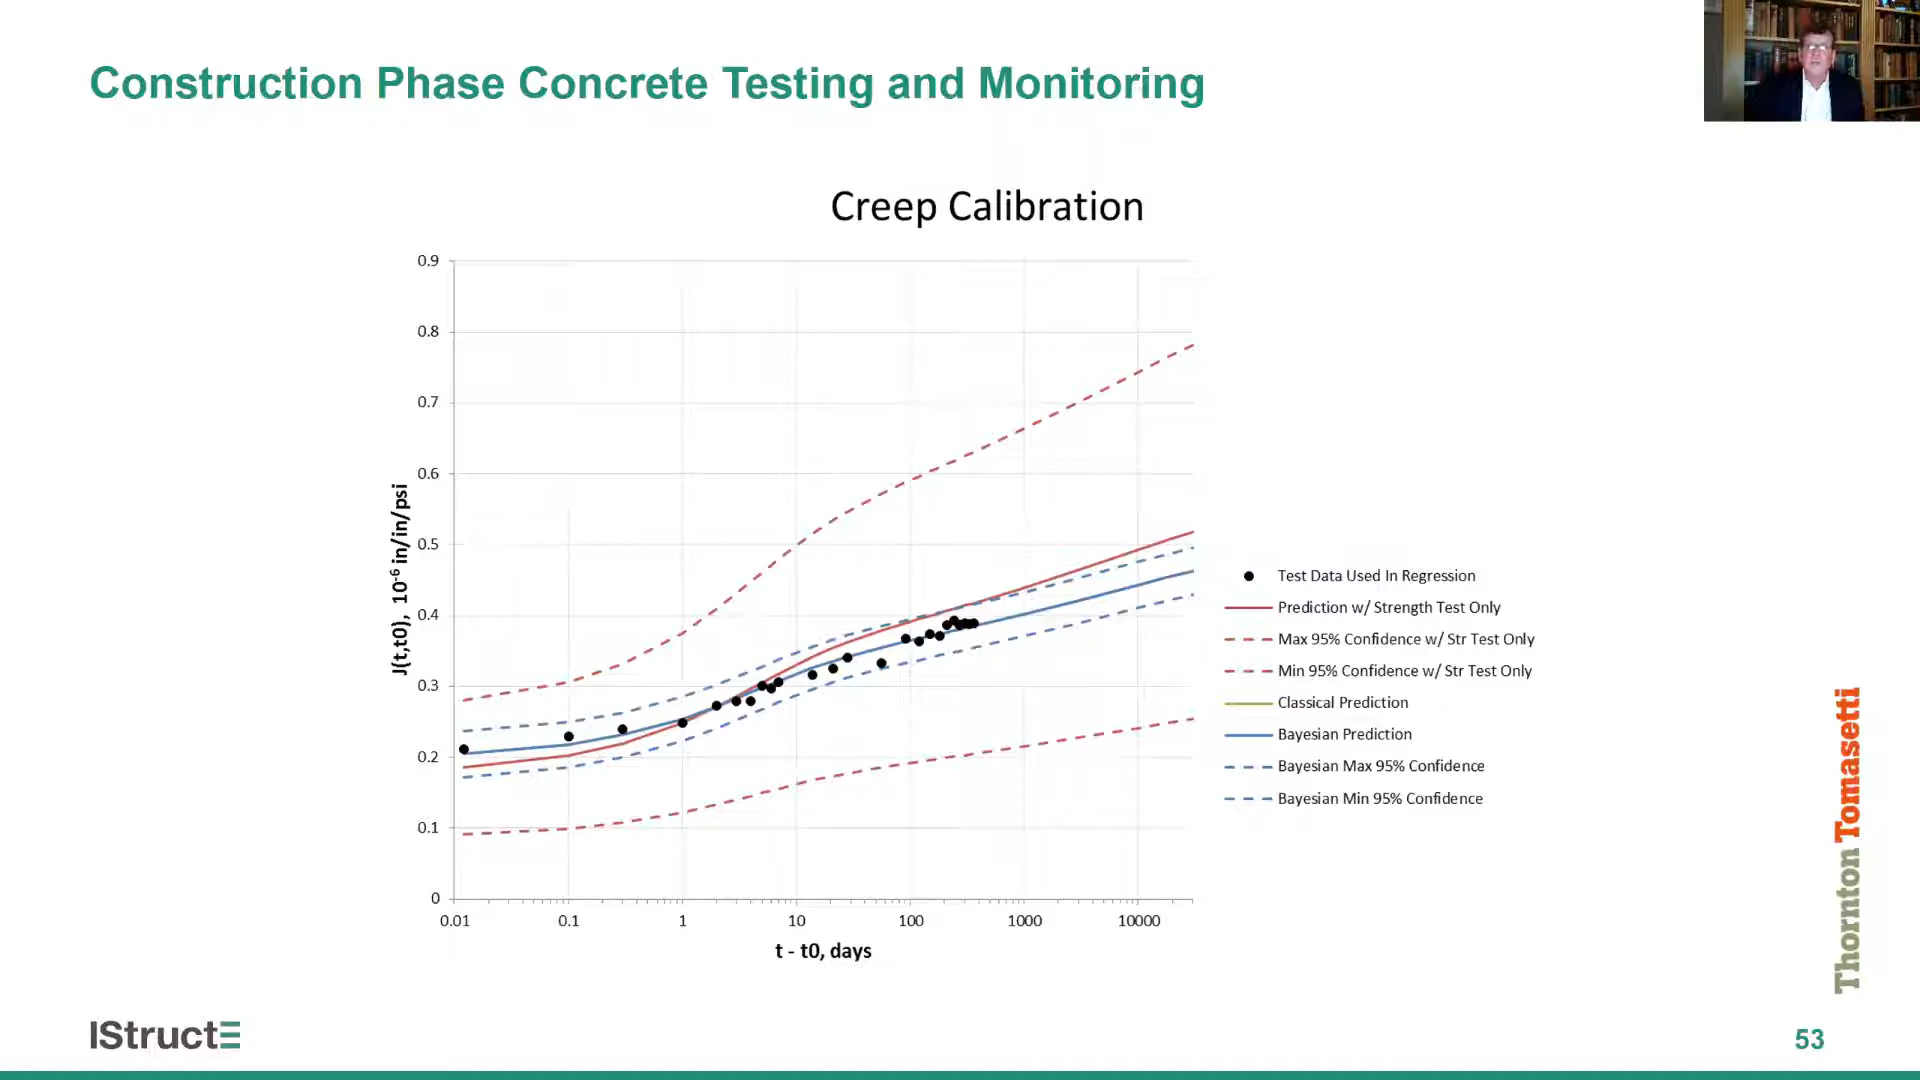 Construction Phase Concrete Testing and Monitoring
Creep Calibration
0.9
0.8
0.7
0.6
0.5
0.4
0.3
0.2
0.1
0
J(t,t0), 10⁻⁶ in/in/psi
0.01 0.1 1 10 100 1000 10000
t - t0, days
Test Data Used In Regression
Prediction w/ Strength Test Only
Max 95% Confidence w/ Str Test Only
Min 95% Confidence w/ Str Test Only
Classical Prediction
Bayesian Prediction
Bayesian Max 95% Confidence
Bayesian Min 95% Confidence
Thornton Tomasetti
IStructE
53